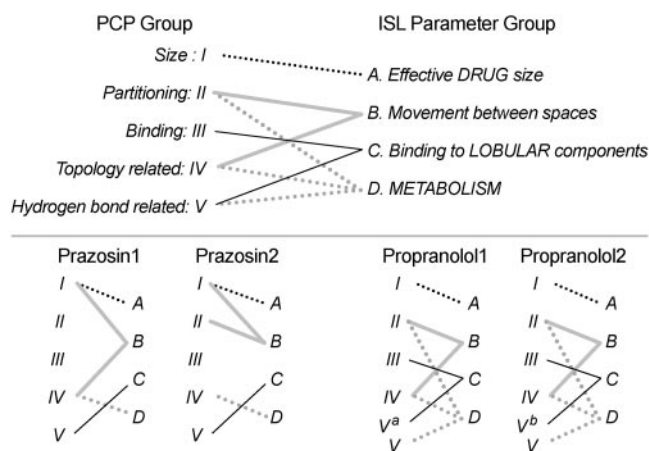 PCP Group ISL Parameter Group
Size : I
A. Effective DRUG size
Partitioning: II
B. Movement between spaces
Binding: III
C. Binding to LOBULAR components
Topology related: IV
D. METABOLISM
Hydrogen bond related: V
Prazosin1 Prazosin2 Propranolol1 Propranolol2
I I I I
A A A A
II II II II
B B B B
III III III III
C C C C
IV IV IV IV
D D D D
V V Vᵃ Vᵇ
V V